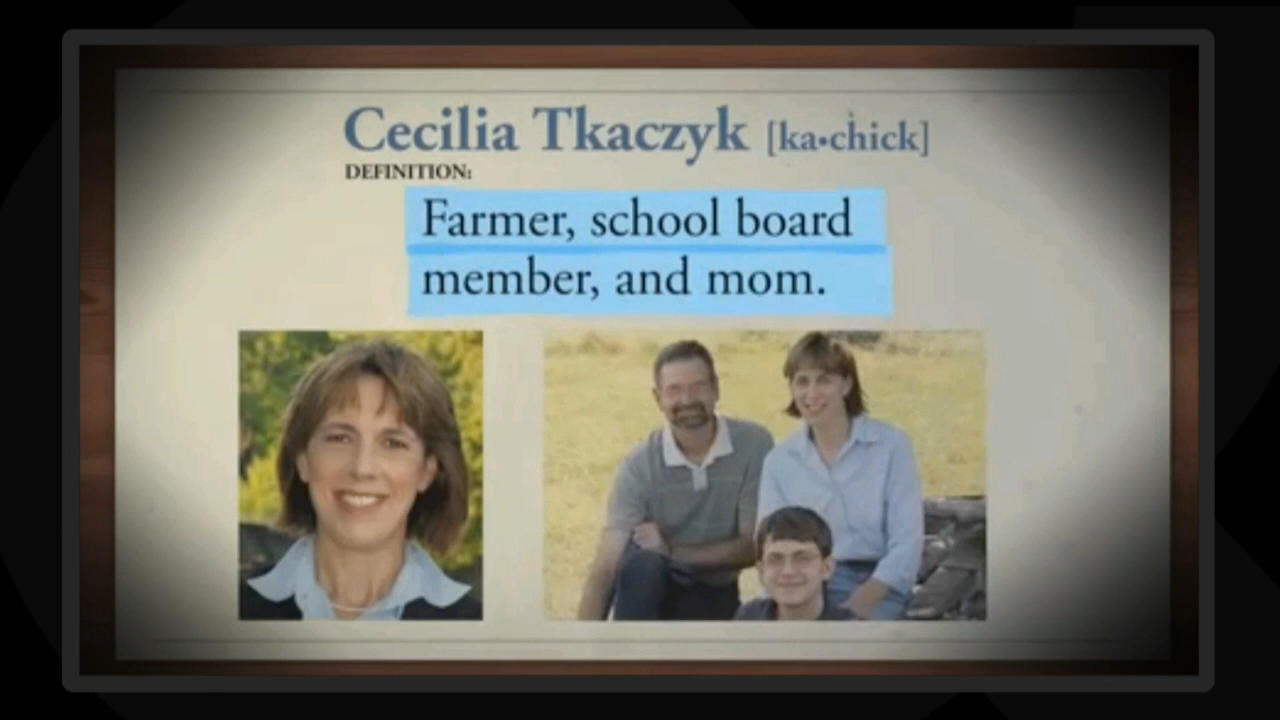 Cecilia Tkaczyk [ka•chick]
DEFINITION:
Farmer, school board
member, and mom.